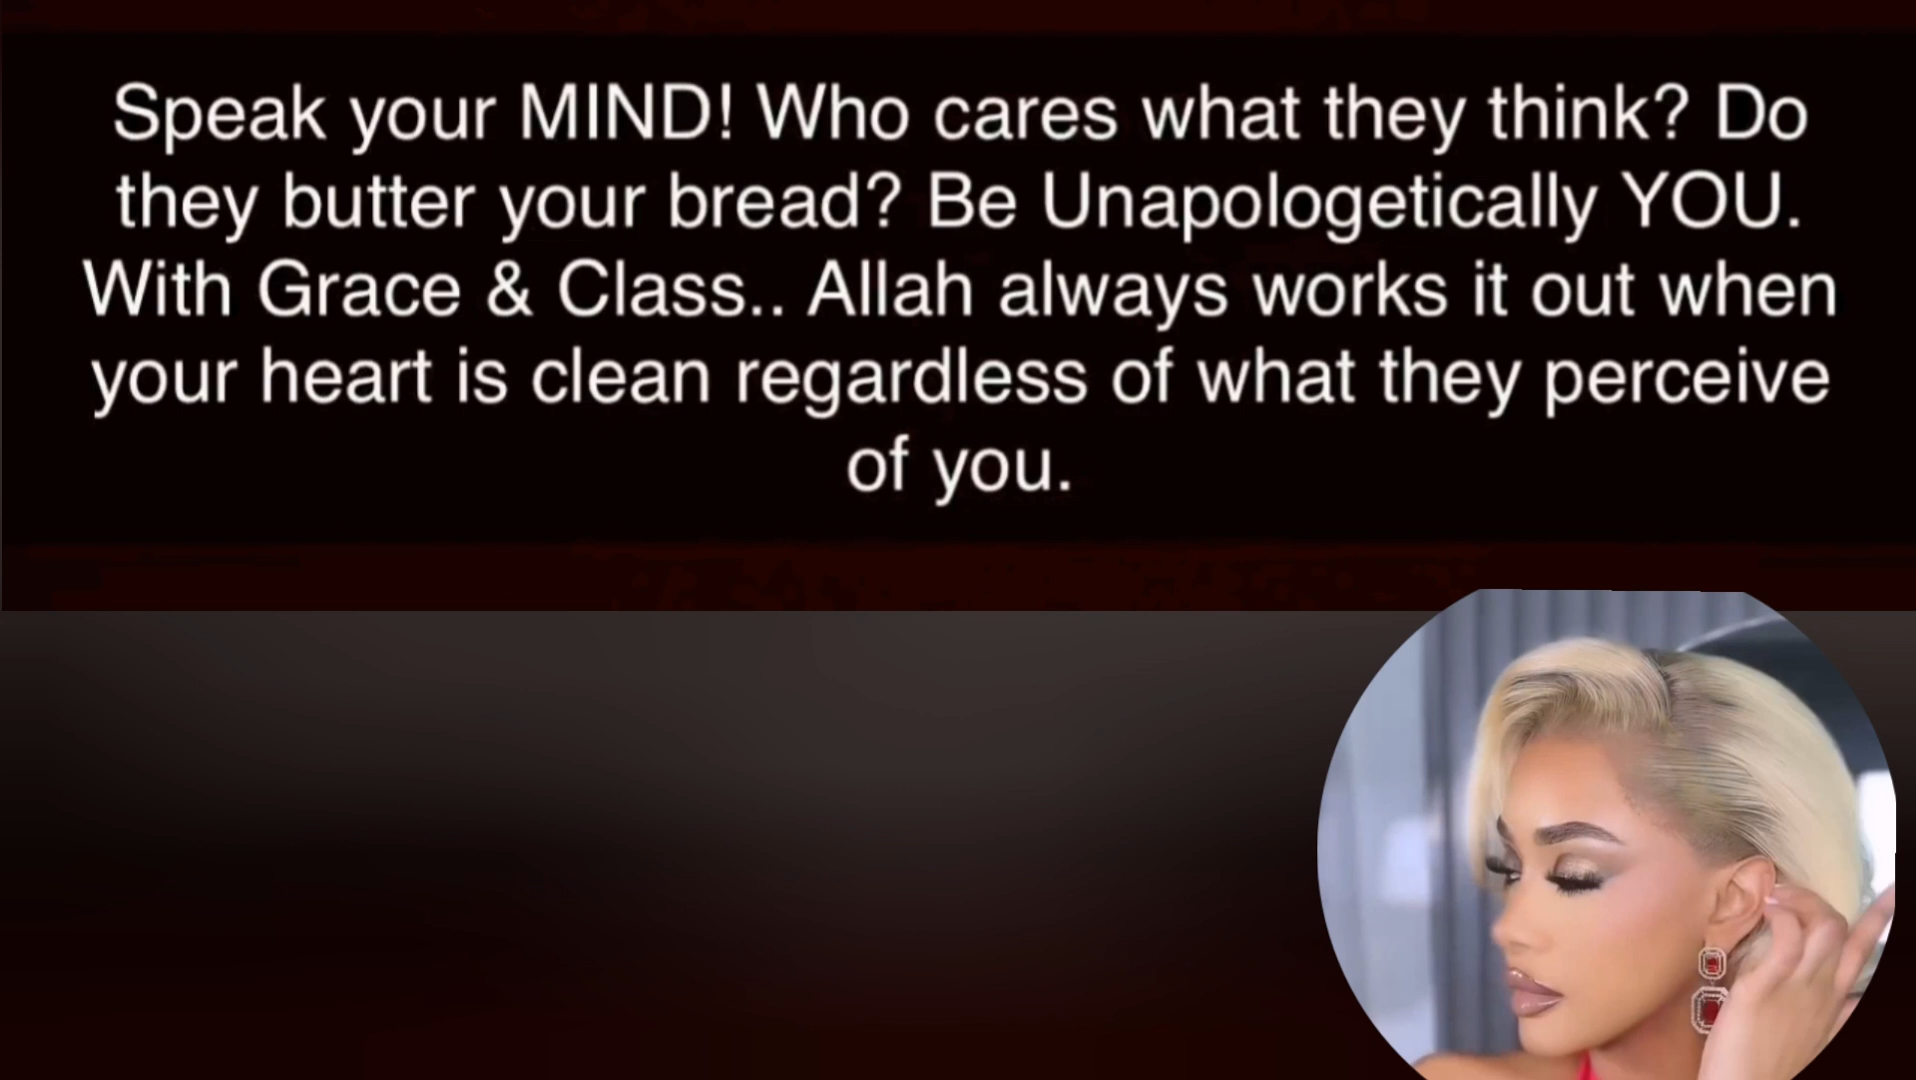 Speak your MIND! Who cares what they think? Do
they butter your bread? Be Unapologetically YOU.
With Grace & Class.. Allah always works it out when
your heart is clean regardless of what they perceive
of you.